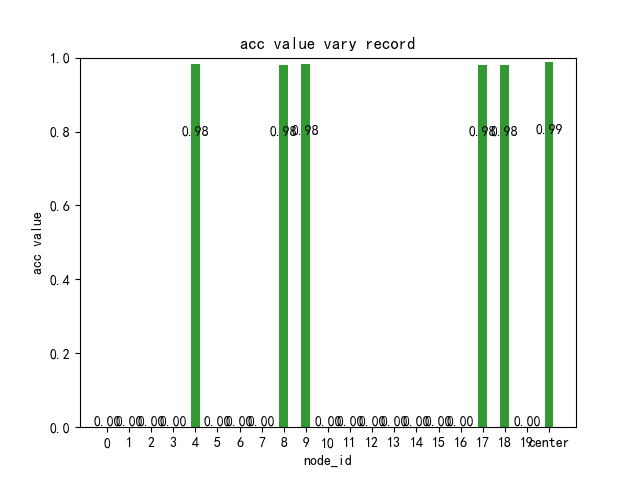 acc value vary record
1.0
0.8
0.6
0.4
0.2
0.0
acc value
0.98 0.98 0.98 0.98 0.98 0.99
0.00 0.00 0.00 0.00 0.00 0.00 0.00 0.00 0.00 0.00 0.00 0.00 0.00 0.00 0.00
0 1 2 3 4 5 6 7 8 9 10 11 12 13 14 15 16 17 18 19 center
node_id